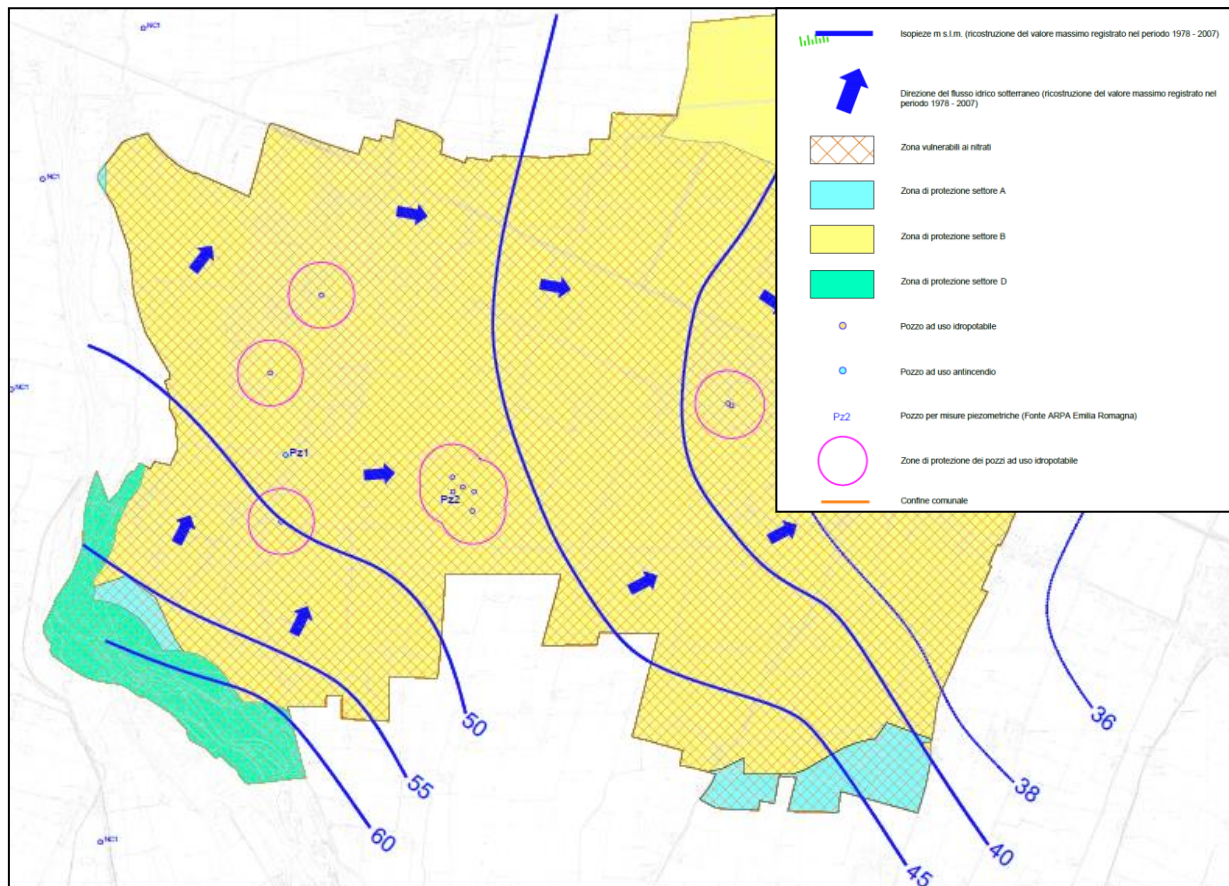 NC1
Isopieze m s.l.m. (ricostruzione del valore massimo registrato nel periodo 1978 - 2007)
Direzione del flusso idrico sotterraneo (ricostruzione del valore massimo registrato nel
periodo 1978 - 2007)
Zona vulnerabili ai nitrati
NC1
Zona di protezione settore A
Zona di protezione settore B
Zona di protezione settore D
Pozzo ad uso idropotabile
Pozzo ad uso antincendio
NC1
Pz2
Pozzo per misure piezometriche (Fonte ARPA Emilia Romagna)
Pz1
Zone di protezione dei pozzi ad uso idropotabile
Pz2
Confine comunale
50
36
55
38
60
NC1
40
45